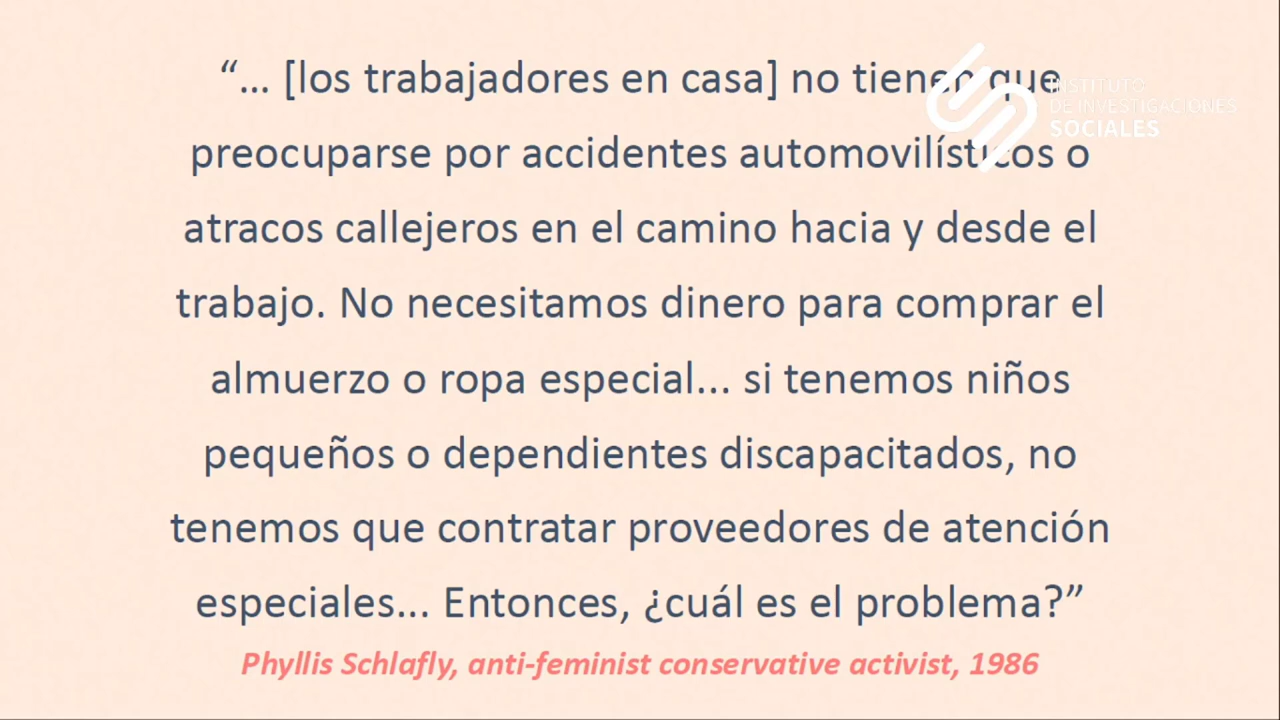 “... [los trabajadores en casa] no tienen que
preocuparse por accidentes automovilísticos o
atracos callejeros en el camino hacia y desde el
trabajo. No necesitamos dinero para comprar el
almuerzo o ropa especial... si tenemos niños
pequeños o dependientes discapacitados, no
tenemos que contratar proveedores de atención
especiales... Entonces, ¿cuál es el problema?”
Phyllis Schlafly, anti-feminist conservative activist, 1986
INSTITUTO
DE INVESTIGACIONES
SOCIALES